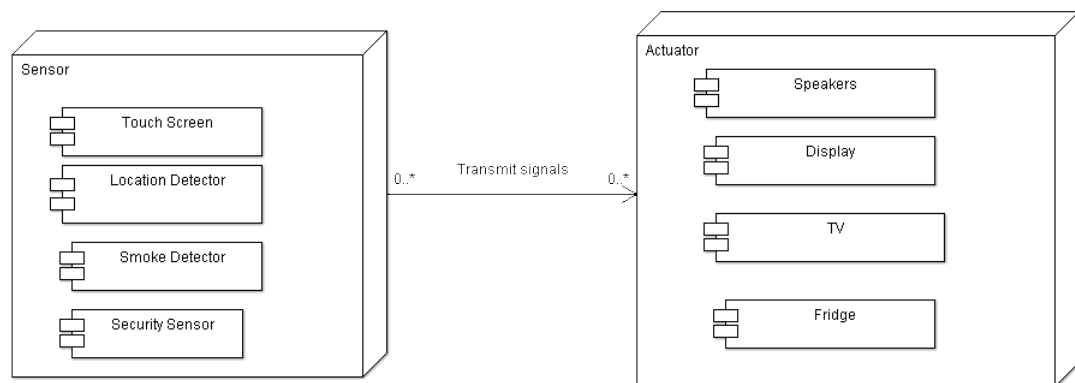 Sensor
Touch Screen
Location Detector
Smoke Detector
Security Sensor
Transmit signals
0..*
0..*
Actuator
Speakers
Display
TV
Fridge